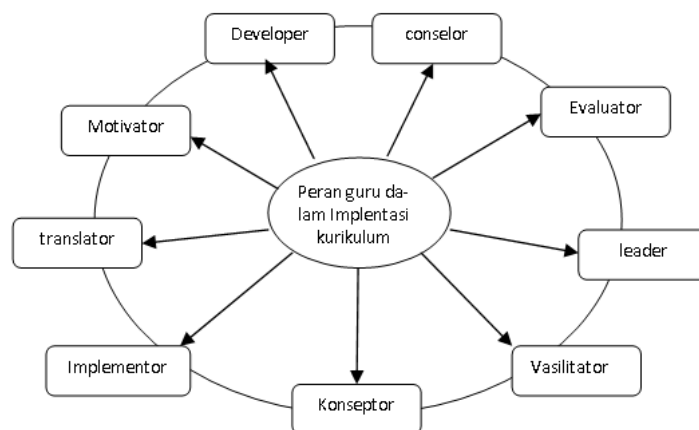 Developer
conselor
Motivator
Evaluator
Peran guru da-
lam Implentasi
kurikulum
translator
leader
Implementor
Vasilitator
Konseptor